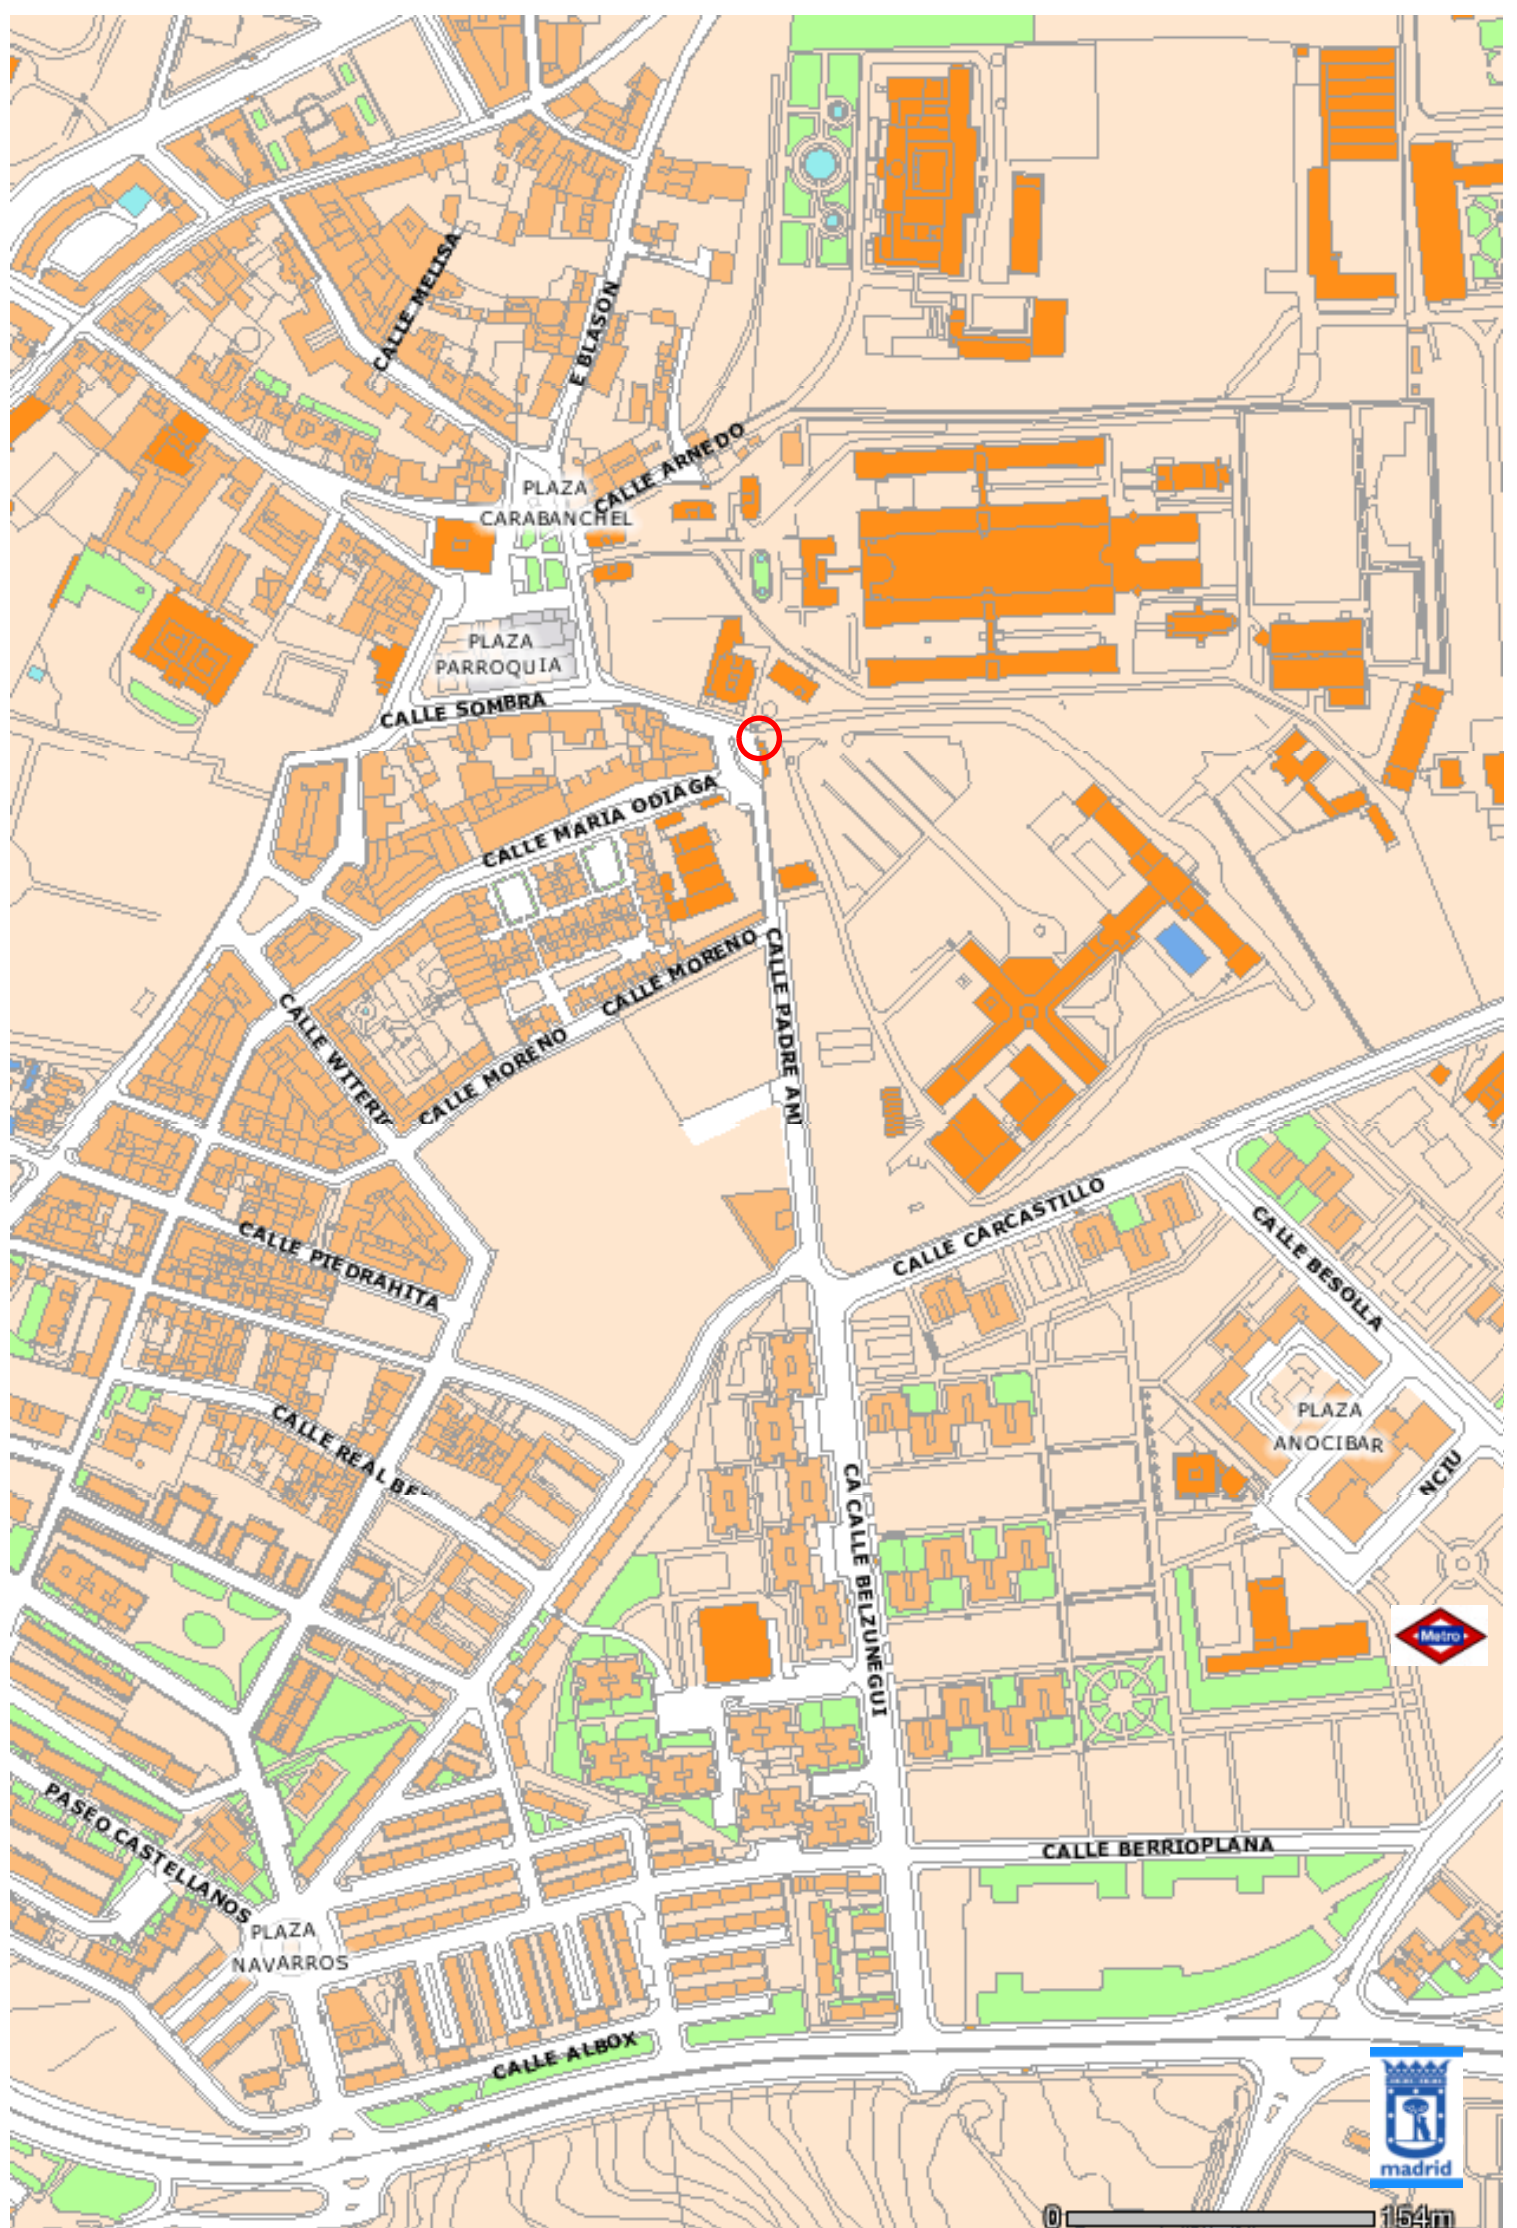 CALLE MELISA
E BLASON
CALLE ARNEDO
PLAZA
CARABANCHEL
PLAZA
PARROQUIA
CALLE SOMBRA
CALLE MARIA ODIAGA
CALLE MORENO
CALLE PADRE AM
CALLE WITERIC
CALLE MORENO
CALLE CARCASTILLO
CALLE BESOLLA
CALLE PIEDRAHITA
PLAZA
ANOCIBAR
CALLE REAL BE
NCIU
CA CALLE BELZUNEGUI
Metro
PASEO CASTELLANOS
CALLE BERRIOPLANA
PLAZA
NAVARROS
CALLE ALBOX
madrid
0 154m